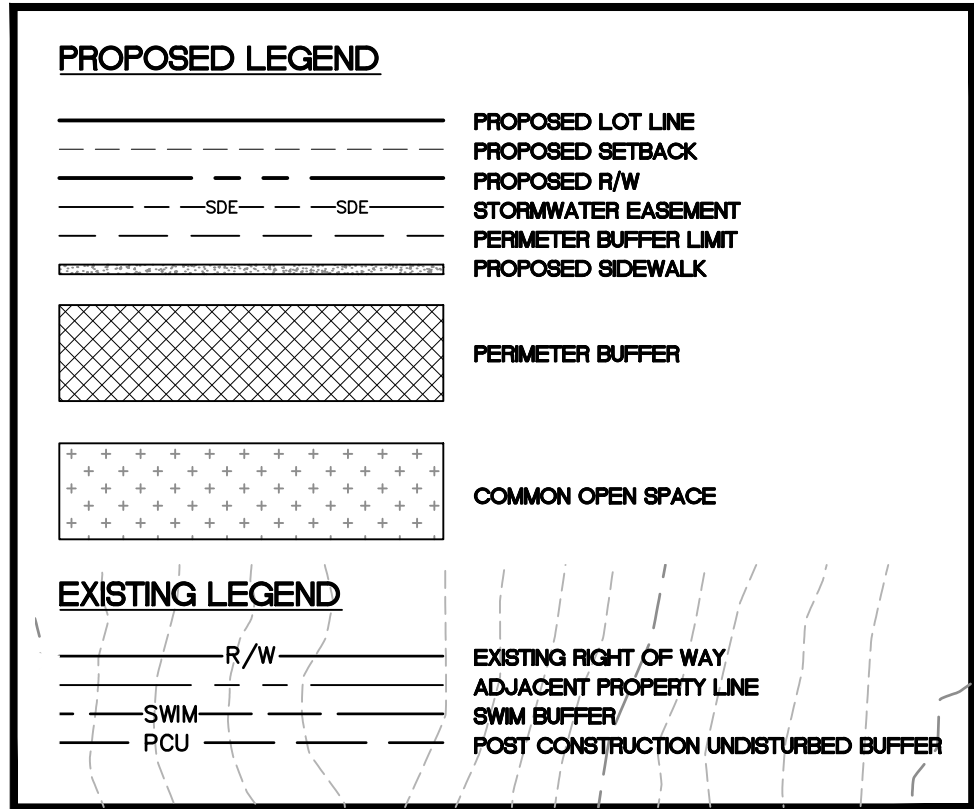 PROPOSED LEGEND
PROPOSED LOT LINE
PROPOSED SETBACK
PROPOSED R/W
SDE SDE STORMWATER EASEMENT
PERIMETER BUFFER LIMIT
PROPOSED SIDEWALK
PERIMETER BUFFER
COMMON OPEN SPACE
EXISTING LEGEND
R/W EXISTING RIGHT OF WAY
ADJACENT PROPERTY LINE
SWIM SWIM BUFFER
PCU POST CONSTRUCTION UNDISTURBED BUFFER